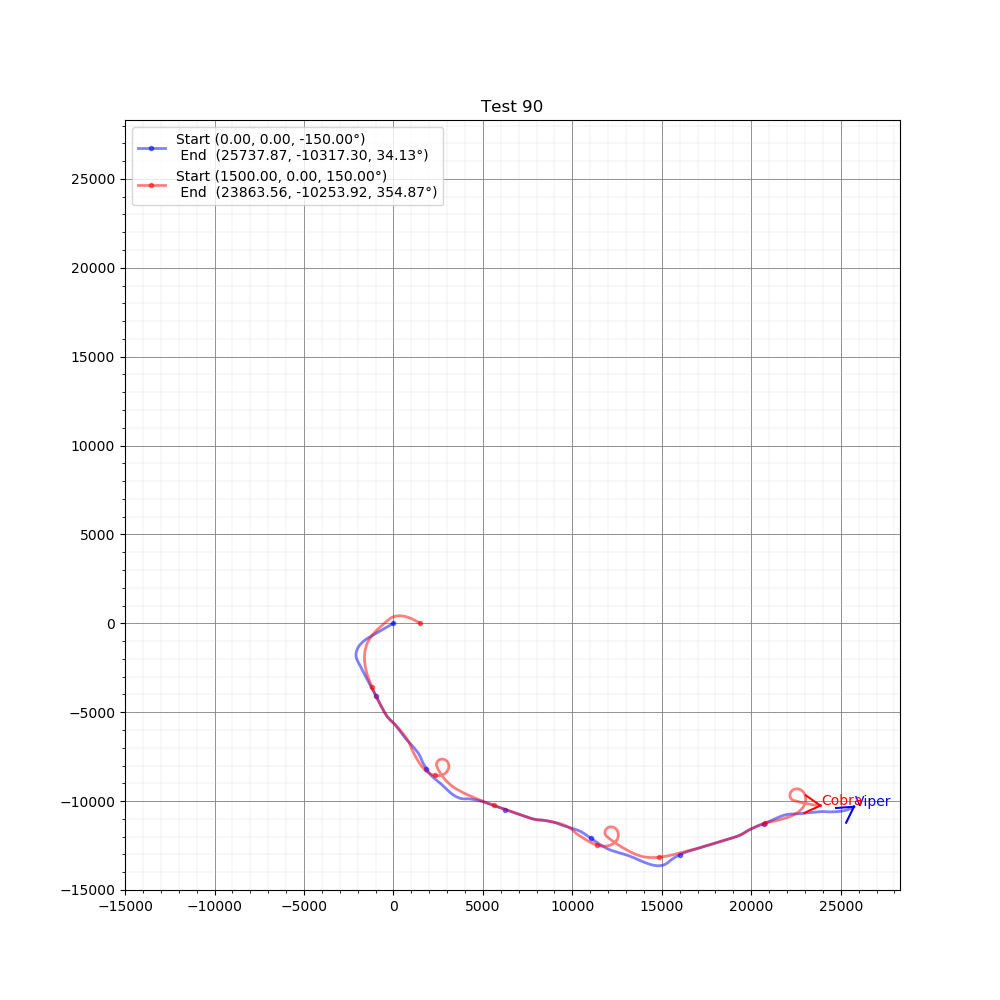 Test 90
Start (0.00, 0.00, -150.00°)
End (25737.87, -10317.30, 34.13°)
Start (1500.00, 0.00, 150.00°)
End (23863.56, -10253.92, 354.87°)
25000
20000
15000
10000
5000
0
−5000
−10000
−15000
Cobra
Viper
−15000 −10000 −5000 0 5000 10000 15000 20000 25000